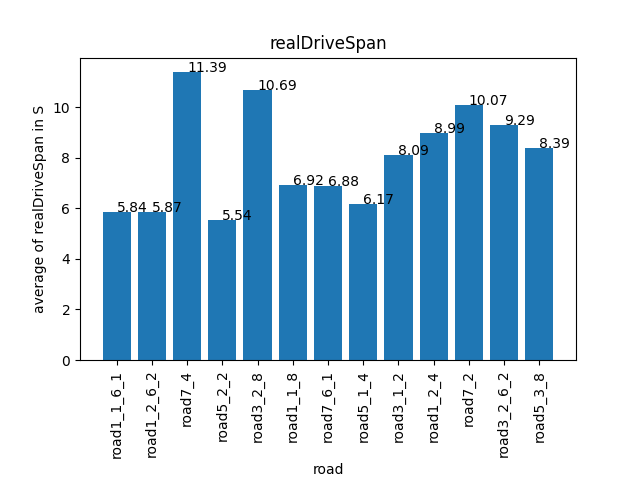 realDriveSpan
average of realDriveSpan in S
10
8
6
4
2
0
5.84
5.87
11.39
5.54
10.69
6.92
6.88
6.17
8.09
8.99
10.07
9.29
8.39
road1_1_6_1
road1_2_6_2
road7_4
road5_2_2
road3_2_8
road1_1_8
road7_6_1
road5_1_4
road3_1_2
road1_2_4
road7_2
road3_2_6_2
road5_3_8
road